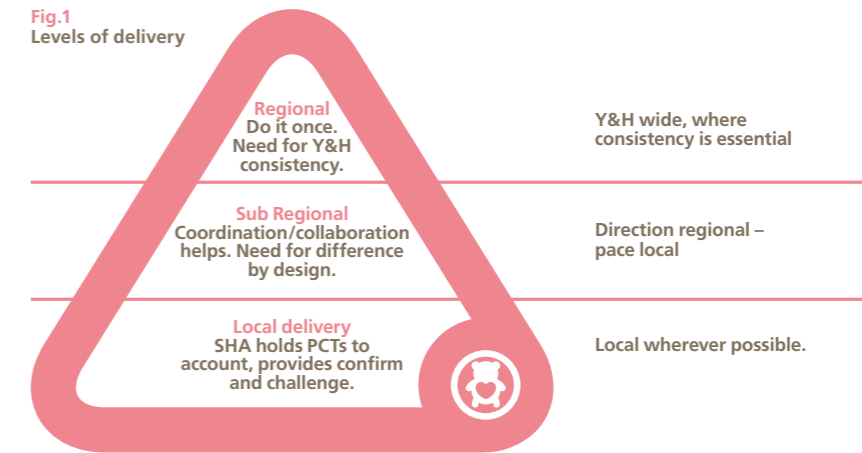 Fig.1
Levels of delivery
Regional
Do it once.
Need for Y&H
consistency.
Y&H wide, where
consistency is essential
Sub Regional
Coordination/collaboration
helps. Need for difference
by design.
Direction regional –
pace local
Local delivery
SHA holds PCTs to
account, provides confirm
and challenge.
Local wherever possible.